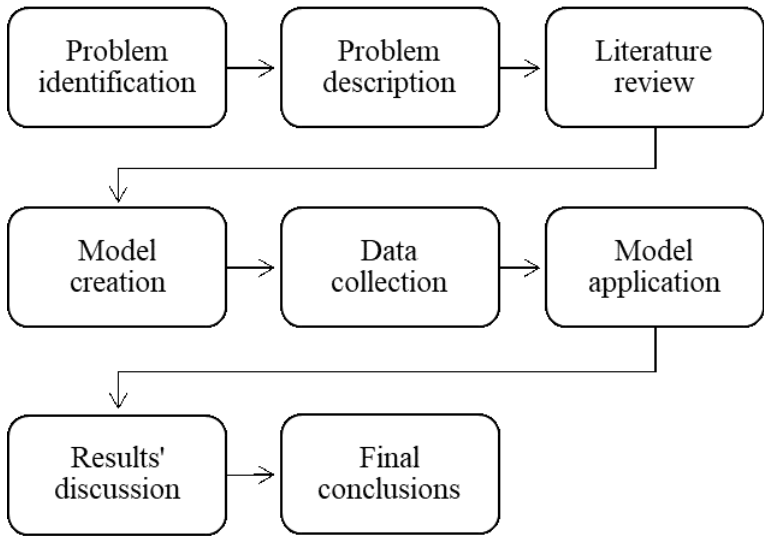 Problem
identification
Problem
description
Literature
review
Model
creation
Data
collection
Model
application
Results'
discussion
Final
conclusions